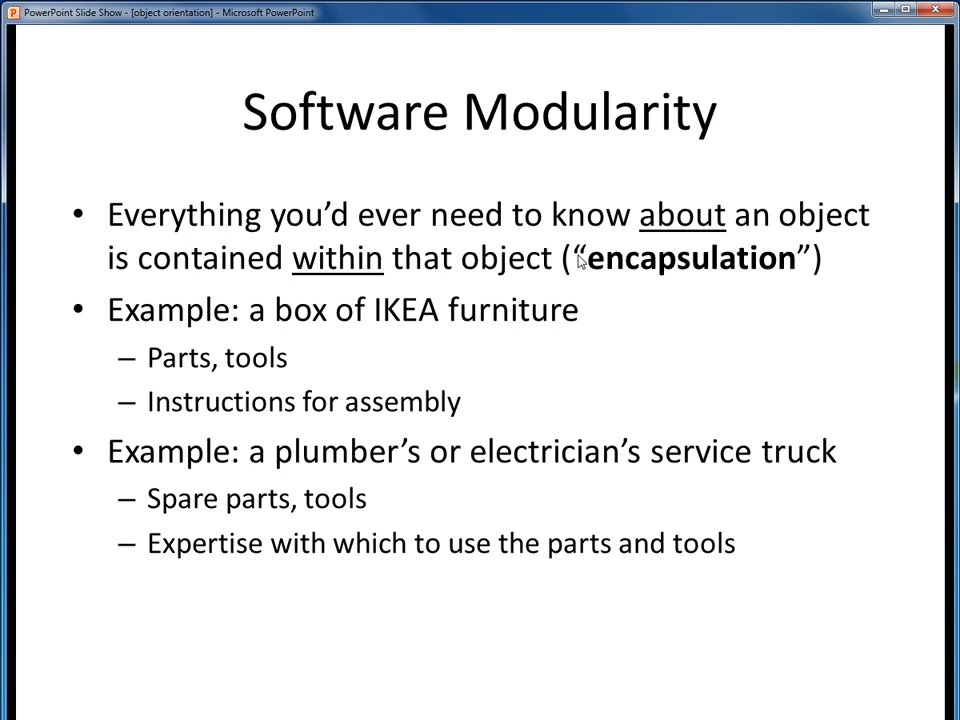 PowerPoint Slide Show - [object orientation] - Microsoft PowerPoint
Software Modularity
• Everything you’d ever need to know about an object
is contained within that object (“encapsulation”)
• Example: a box of IKEA furniture
– Parts, tools
– Instructions for assembly
• Example: a plumber’s or electrician’s service truck
– Spare parts, tools
– Expertise with which to use the parts and tools